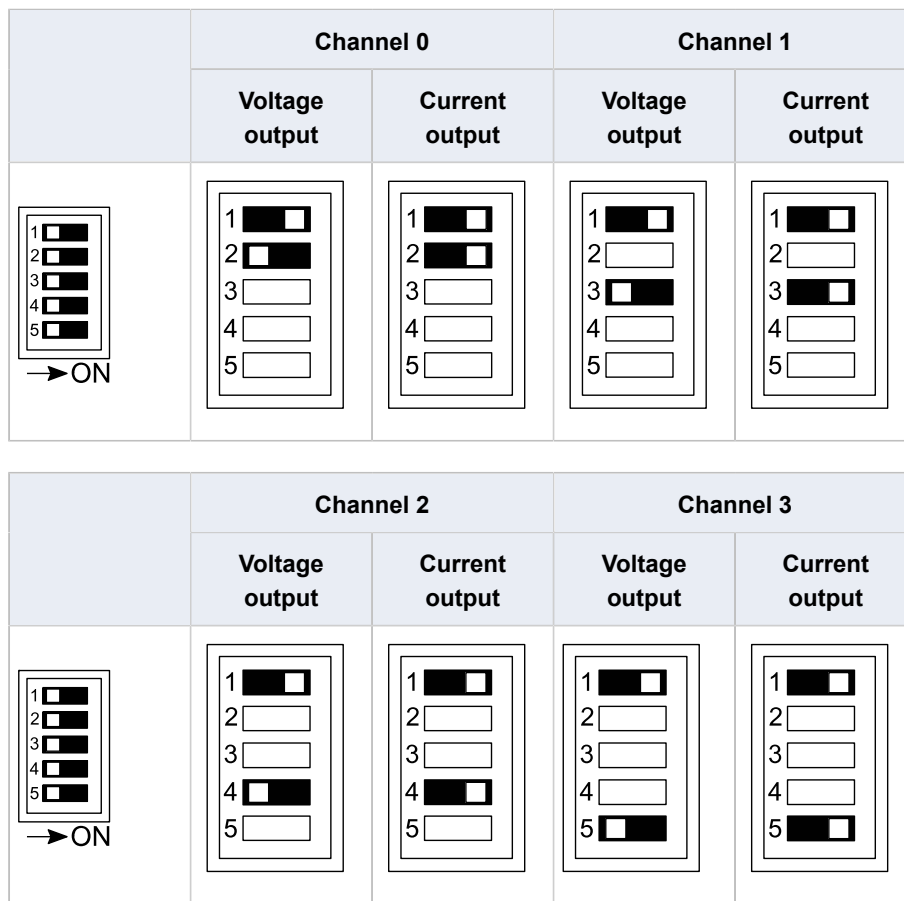 Channel 0 Channel 1
Voltage output Current output Voltage output Current output
1 1 1 1 1
2 2 2 2 2
3 3 3 3 3
4 4 4 4 4
5 5 5 5 5
→ON
Channel 2 Channel 3
Voltage output Current output Voltage output Current output
1 1 1 1 1
2 2 2 2 2
3 3 3 3 3
4 4 4 4 4
5 5 5 5 5
→ON